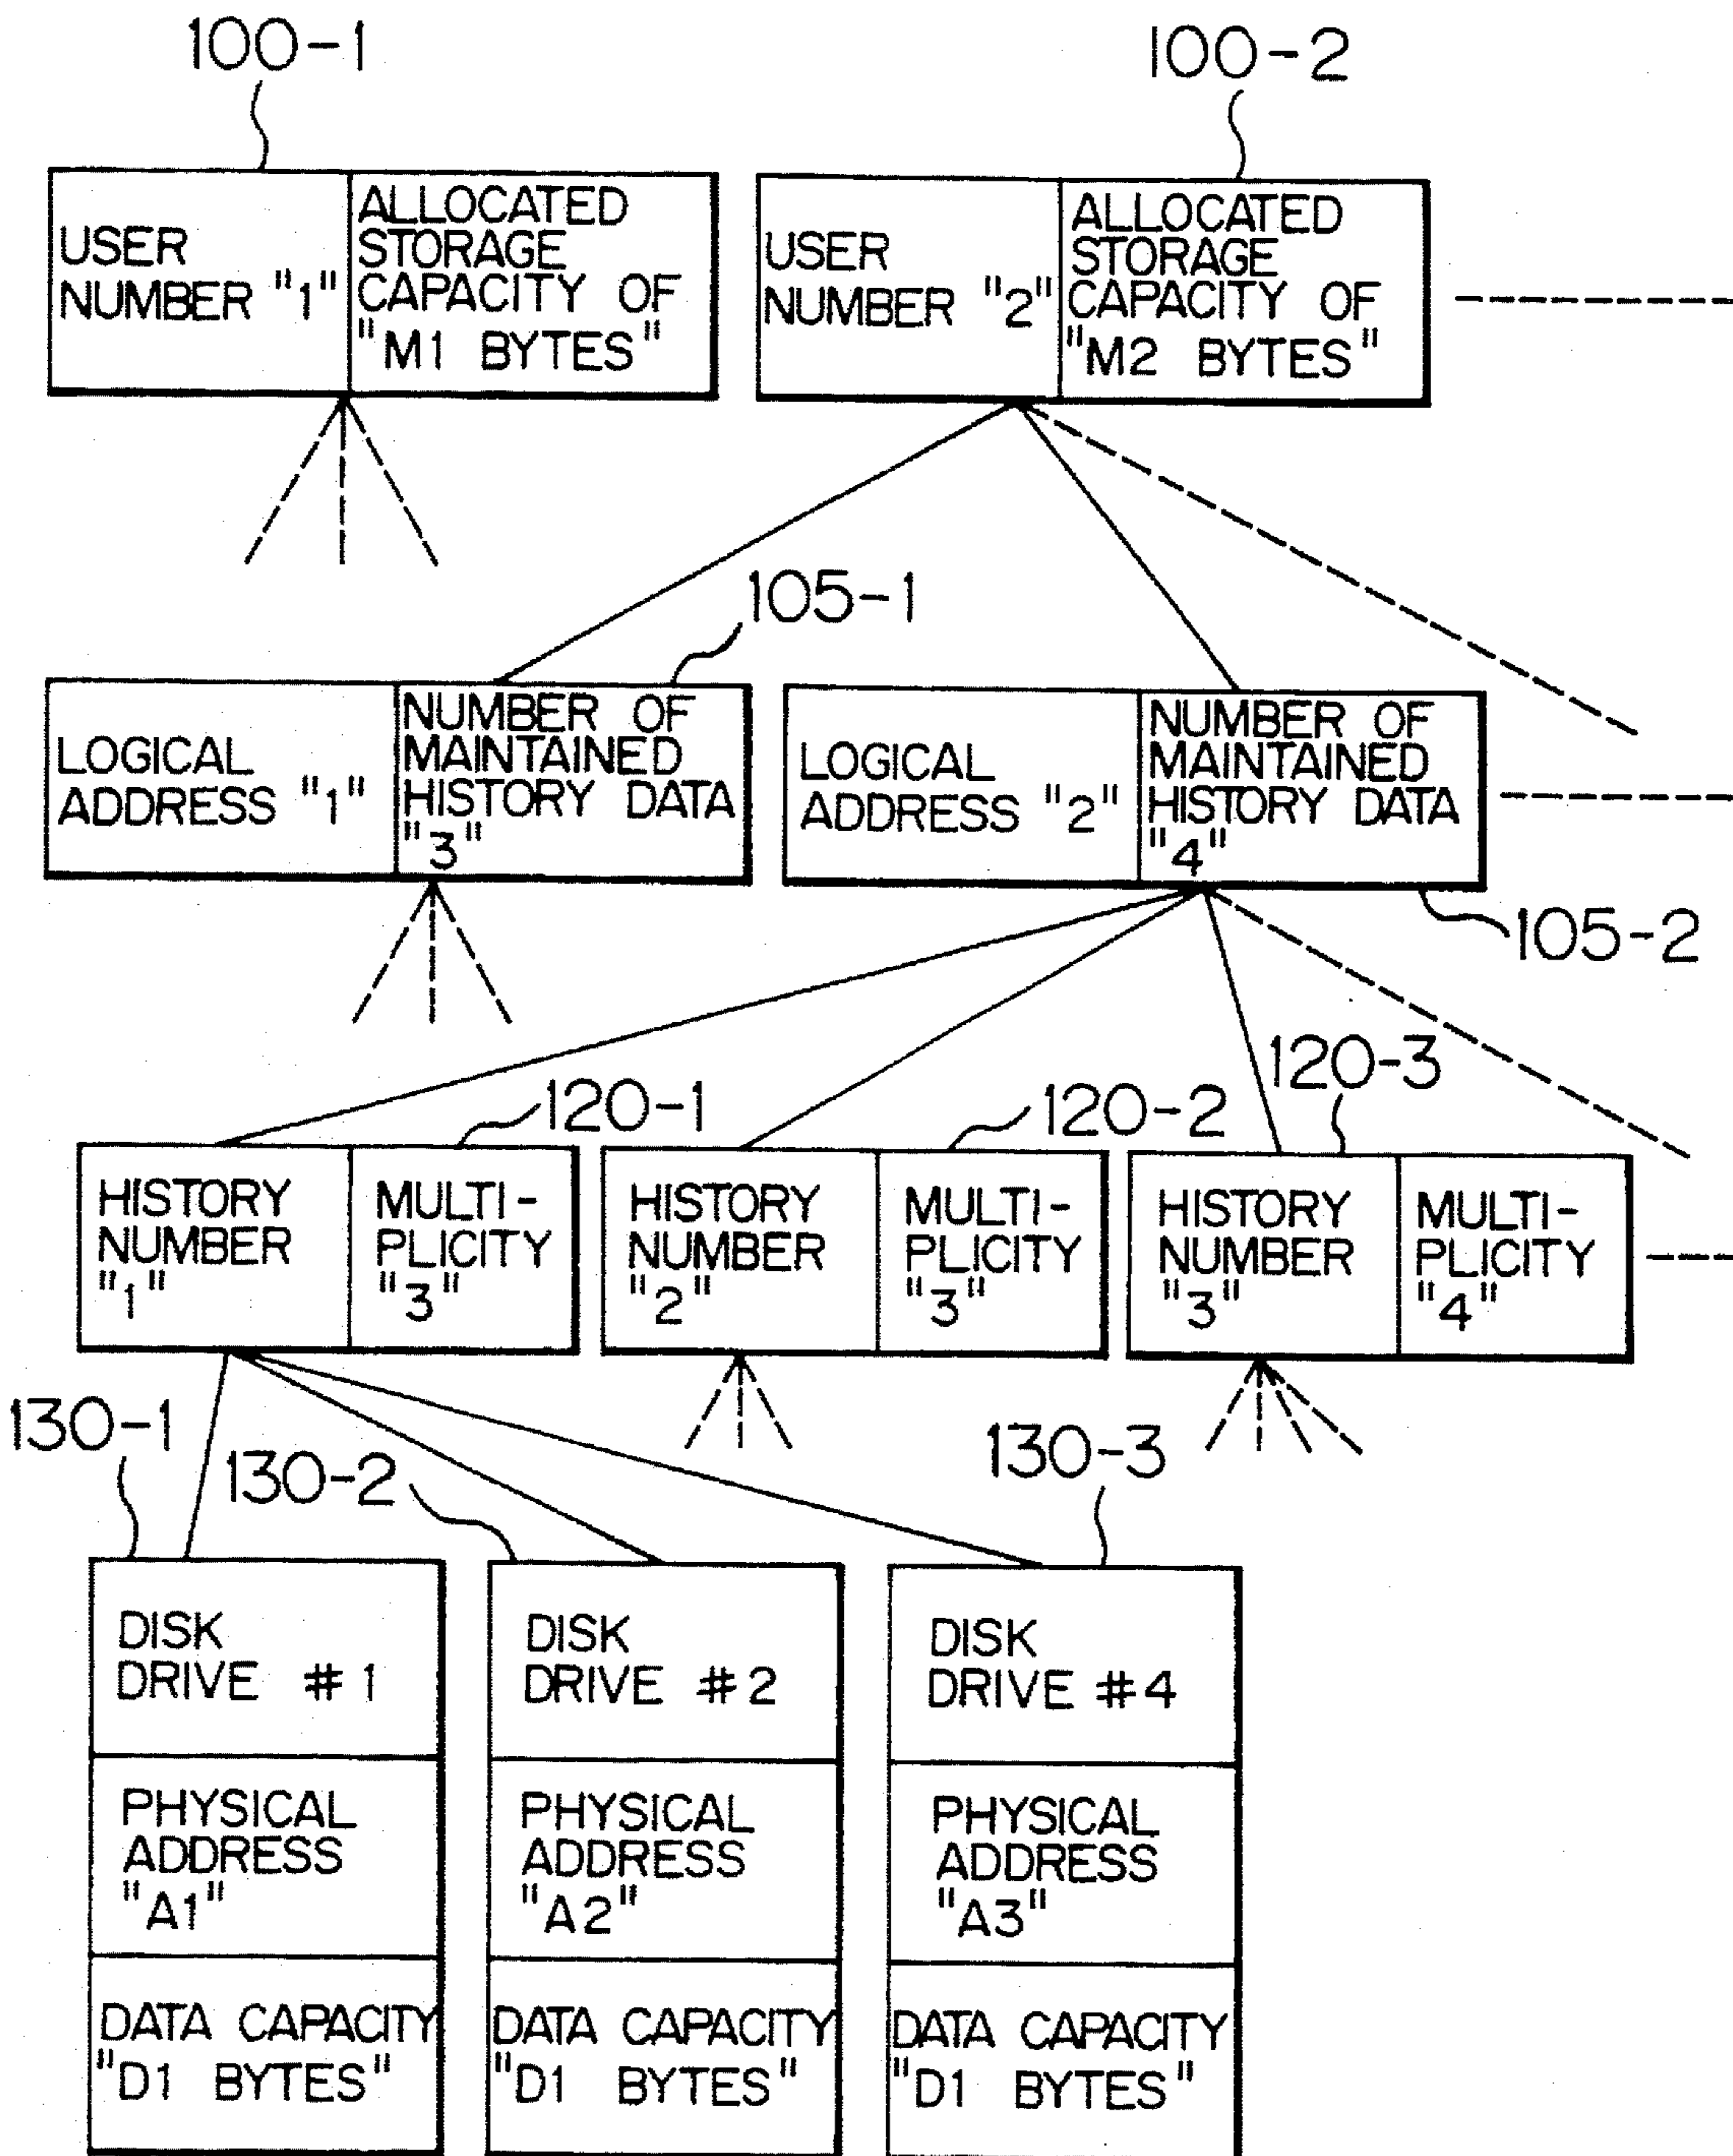 100-1
100-2
USER
NUMBER "1"
ALLOCATED
STORAGE
CAPACITY OF
"M1 BYTES"
USER
NUMBER "2"
ALLOCATED
STORAGE
CAPACITY OF
"M2 BYTES"
105-1
LOGICAL
ADDRESS "1"
NUMBER OF
MAINTAINED
HISTORY DATA
"3"
LOGICAL
ADDRESS "2"
NUMBER OF
MAINTAINED
HISTORY DATA
"4"
105-2
120-1
120-2
120-3
HISTORY
NUMBER
"1"
MULTI-
PLICITY
"3"
HISTORY
NUMBER
"2"
MULTI-
PLICITY
"3"
HISTORY
NUMBER
"3"
MULTI-
PLICITY
"4"
130-1
130-2
130-3
DISK
DRIVE #1
PHYSICAL
ADDRESS
"A1"
DATA CAPACITY
"D1 BYTES"
DISK
DRIVE #2
PHYSICAL
ADDRESS
"A2"
DATA CAPACITY
"D1 BYTES"
DISK
DRIVE #4
PHYSICAL
ADDRESS
"A3"
DATA CAPACITY
"D1 BYTES"